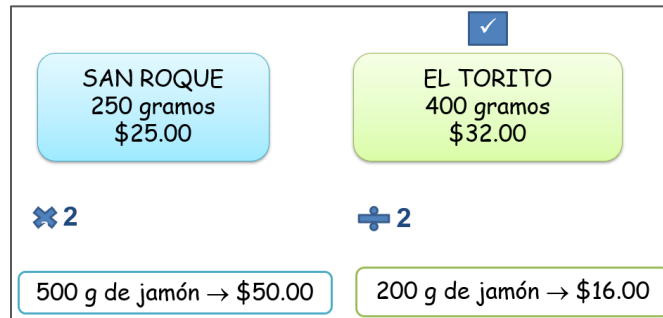 SAN ROQUE
250 gramos
$25.00
EL TORITO
400 gramos
$32.00
✖ 2
➗ 2
500 g de jamón → $50.00
200 g de jamón → $16.00